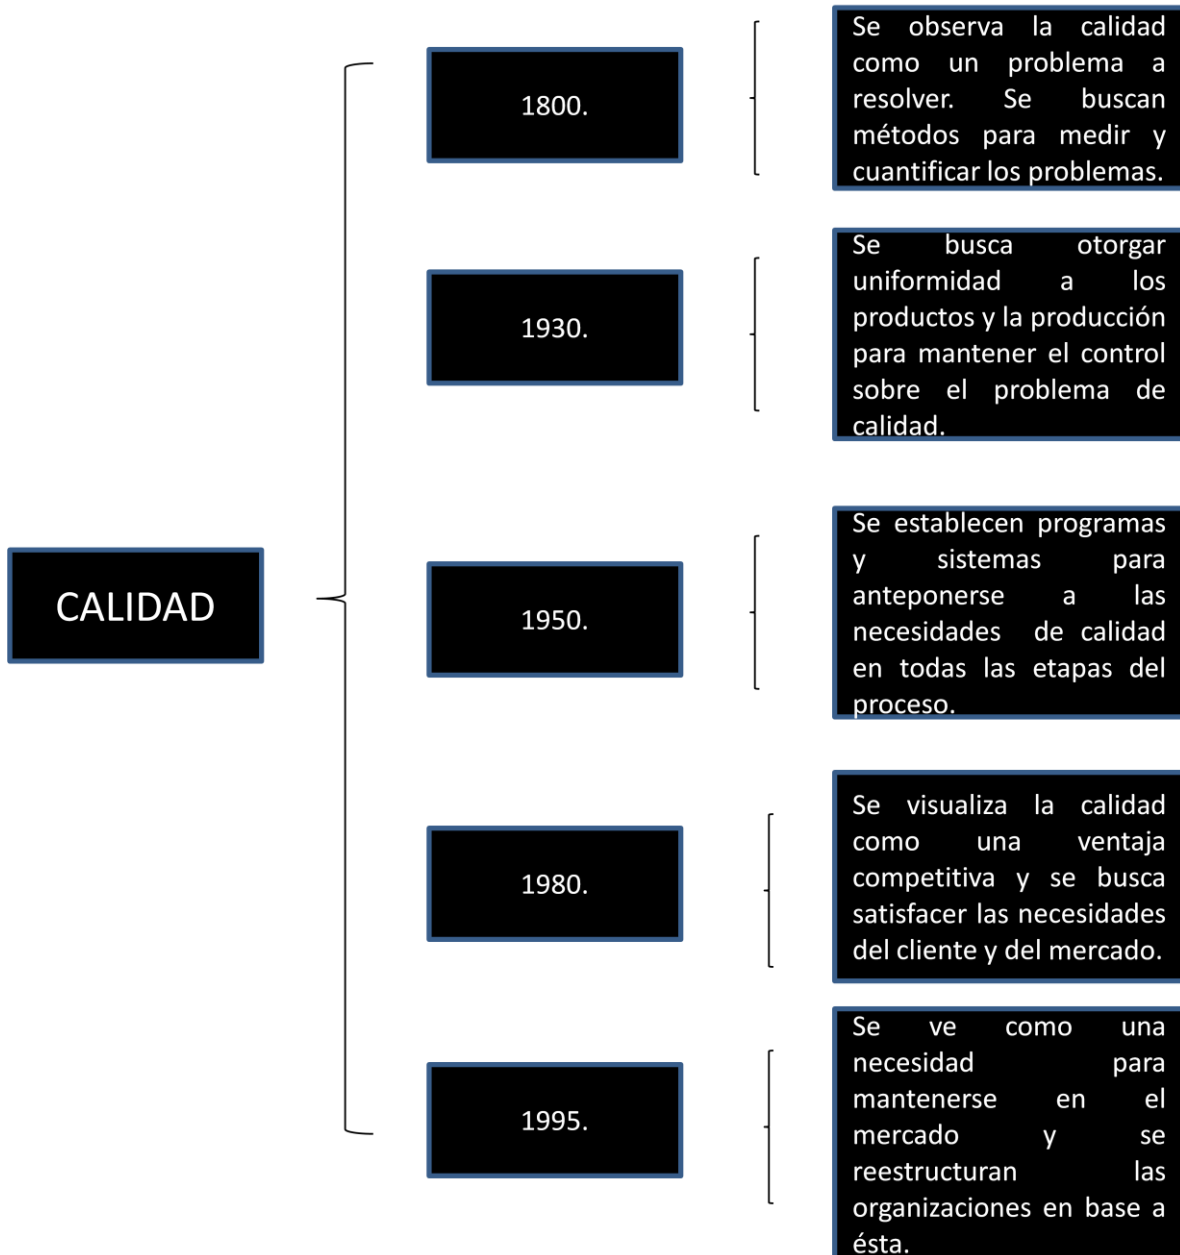 CALIDAD
1800.
Se observa la calidad
como un problema a
resolver. Se buscan
métodos para medir y
cuantificar los problemas.
1930.
Se busca otorgar
uniformidad a los
productos y la producción
para mantener el control
sobre el problema de
calidad.
1950.
Se establecen programas
y sistemas para
anteponerse a las
necesidades de calidad
en todas las etapas del
proceso.
1980.
Se visualiza la calidad
como una ventaja
competitiva y se busca
satisfacer las necesidades
del cliente y del mercado.
1995.
Se ve como una
necesidad para
mantenerse en el
mercado y se
reestructuran las
organizaciones en base a
ésta.